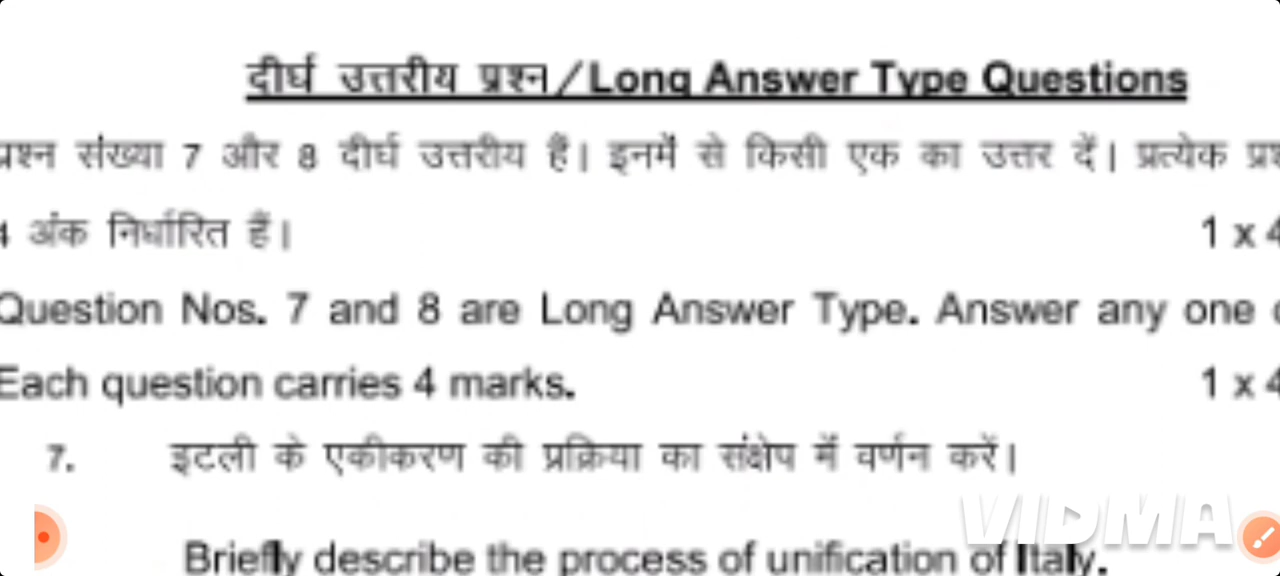 दीर्घ उत्तरीय प्रश्न/Long Answer Type Questions
प्रश्न संख्या 7 और 8 दीर्घ उत्तरीय हैं। इनमें से किसी एक का उत्तर दें। प्रत्येक
4 अंक निर्धारित हैं। 1 x 4
Question Nos. 7 and 8 are Long Answer Type. Answer any one
Each question carries 4 marks. 1 x 4
7. इटली के एकीकरण की प्रक्रिया का संक्षेप में वर्णन करें।
VIDMA
Briefly describe the process of unification of Italy.